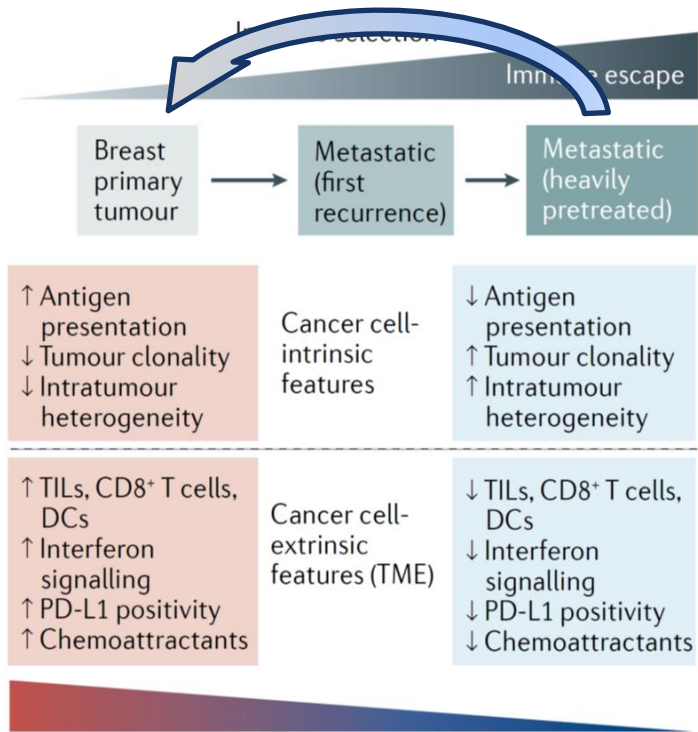 selection
escape
Breast
primary
tumour
Metastatic
(first
recurrence)
Metastatic
(heavily
pretreated)
↑ Antigen
presentation
↓ Tumour clonality
↓ Intratumour
heterogeneity
Cancer cell-
intrinsic
features
↓ Antigen
presentation
↑ Tumour clonality
↑ Intratumour
heterogeneity
↑ TILs, CD8⁺ T cells,
DCs
↑ Interferon
signalling
↑ PD-L1 positivity
↑ Chemoattractants
Cancer cell-
extrinsic
features (TME)
↓ TILs, CD8⁺ T cells,
DCs
↓ Interferon
signalling
↓ PD-L1 positivity
↓ Chemoattractants